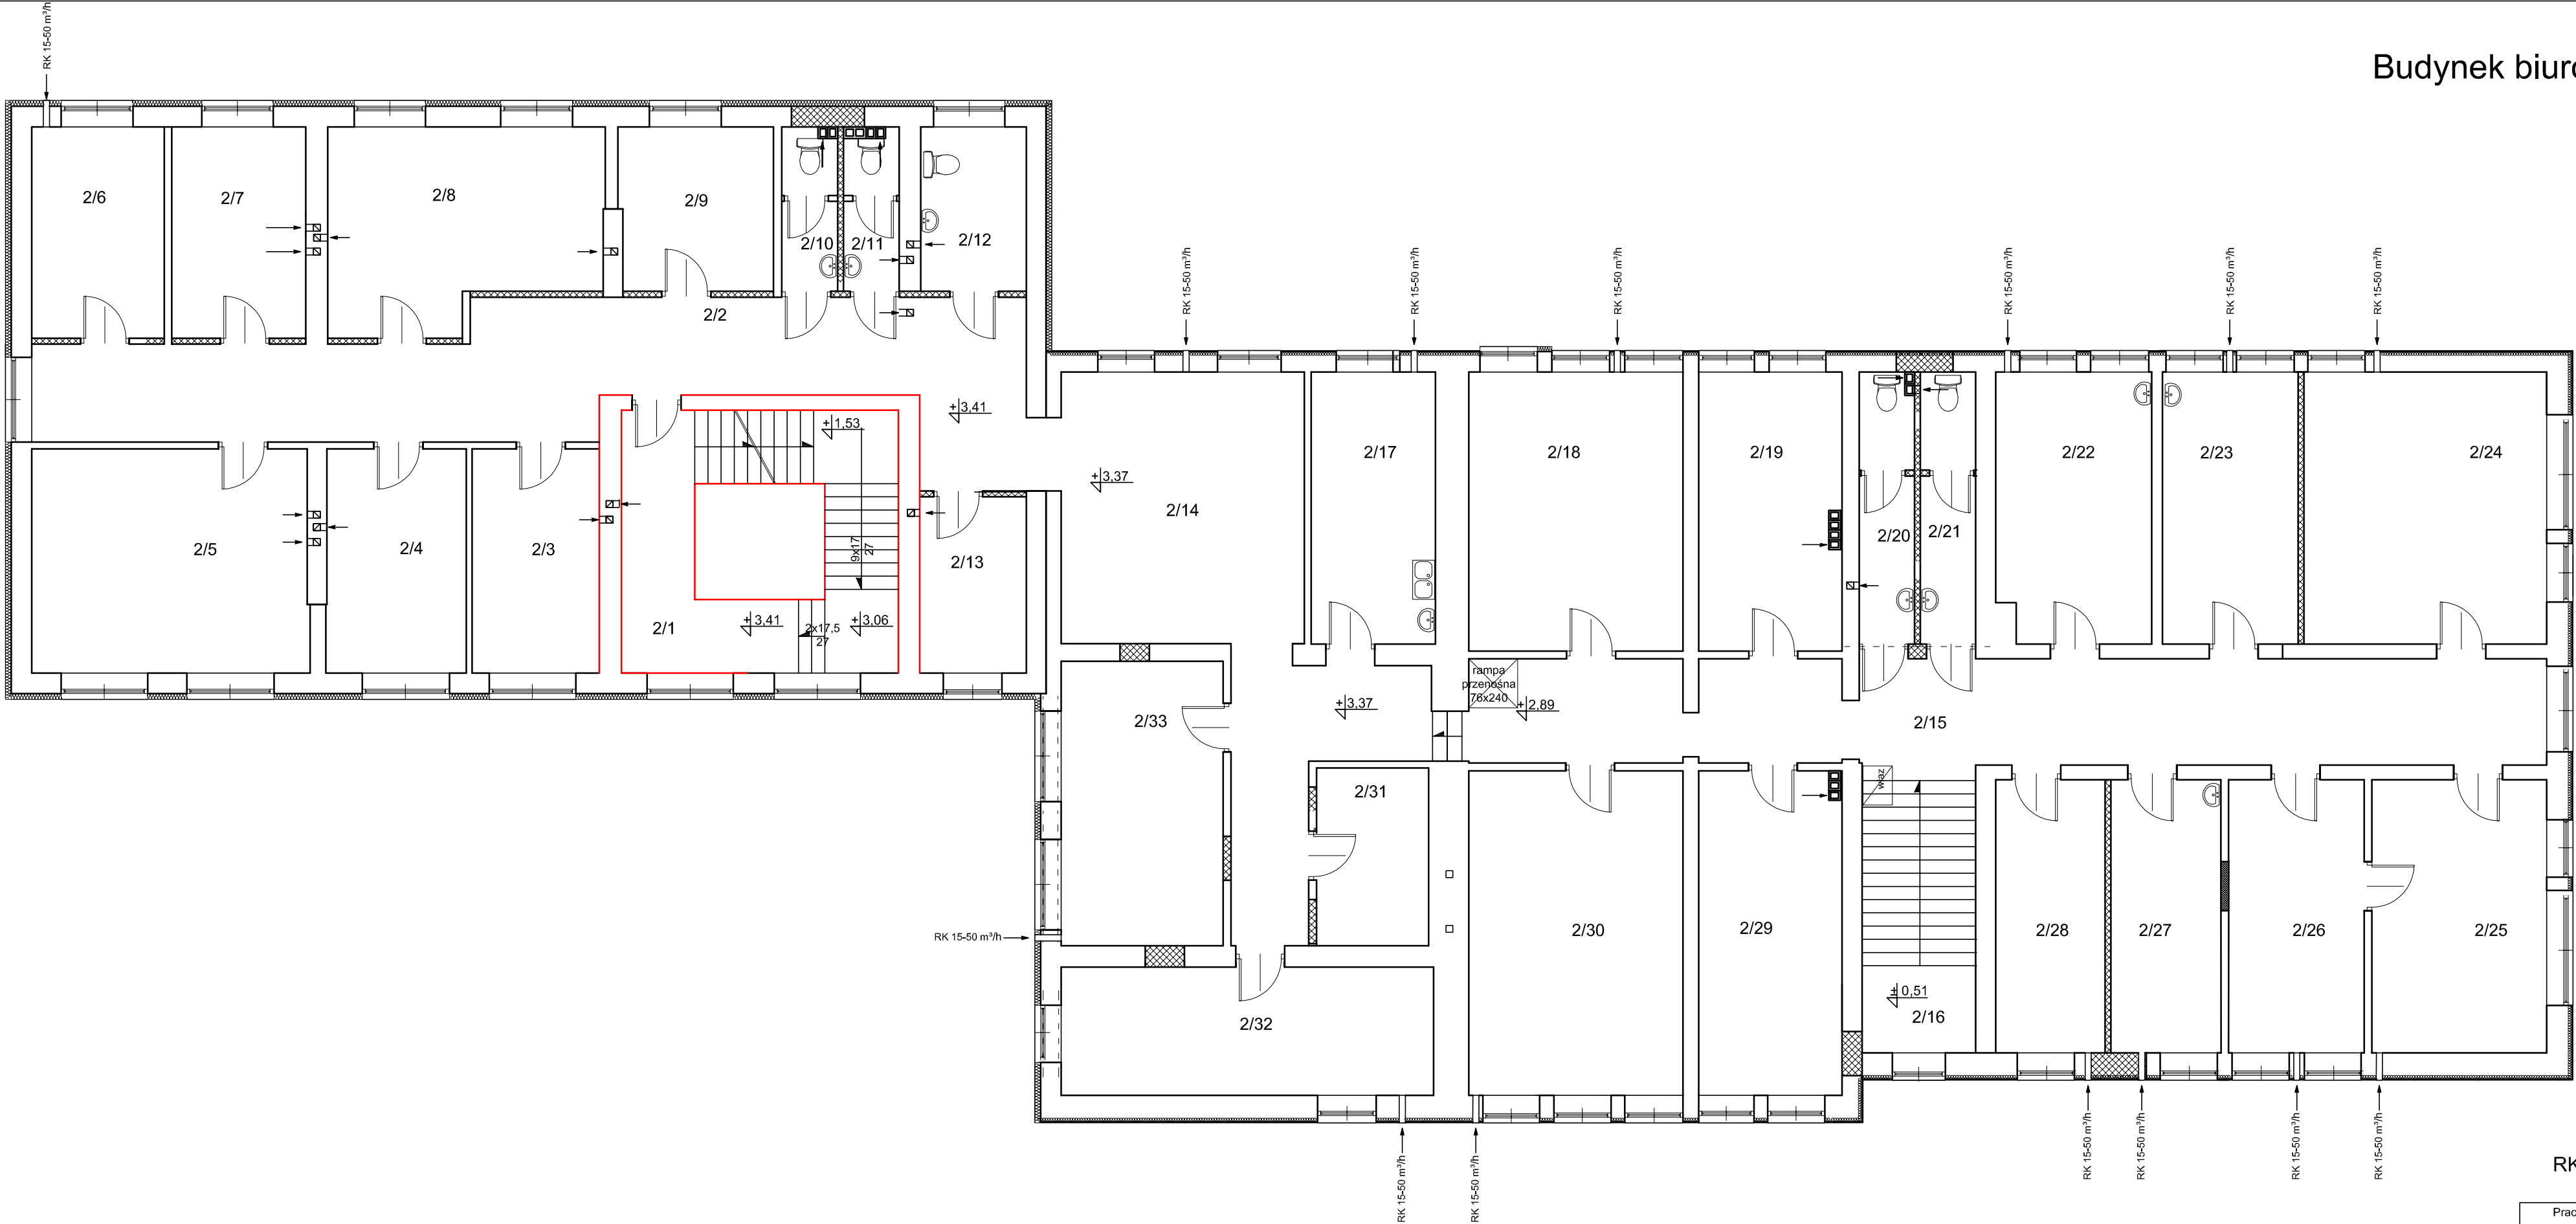 RK 15-50 m³/h
Budynek biuro
2/6
2/7
2/8
2/9
2/10
2/11
2/12
2/2
RK 15-50 m³/h
RK 15-50 m³/h
RK 15-50 m³/h
RK 15-50 m³/h
RK 15-50 m³/h
RK 15-50 m³/h
+3,41
+1,53
+3,37
2/14
2/17
2/18
2/19
2/20
2/21
2/22
2/23
2/24
2/5
2/4
2/3
9x17
27
2/13
2/1
+3,41
2x17,5
27
+3,06
rampa
przenośna
76x240
+2,89
+3,37
2/15
2/33
2/31
właz
2/30
2/29
2/28
2/27
2/26
2/25
RK 15-50 m³/h
± 0,51
2/16
2/32
RK 15-50 m³/h
RK 15-50 m³/h
RK 15-50 m³/h
RK 15-50 m³/h
RK 15-50 m³/h
RK 15-50 m³/h
RK
Prac